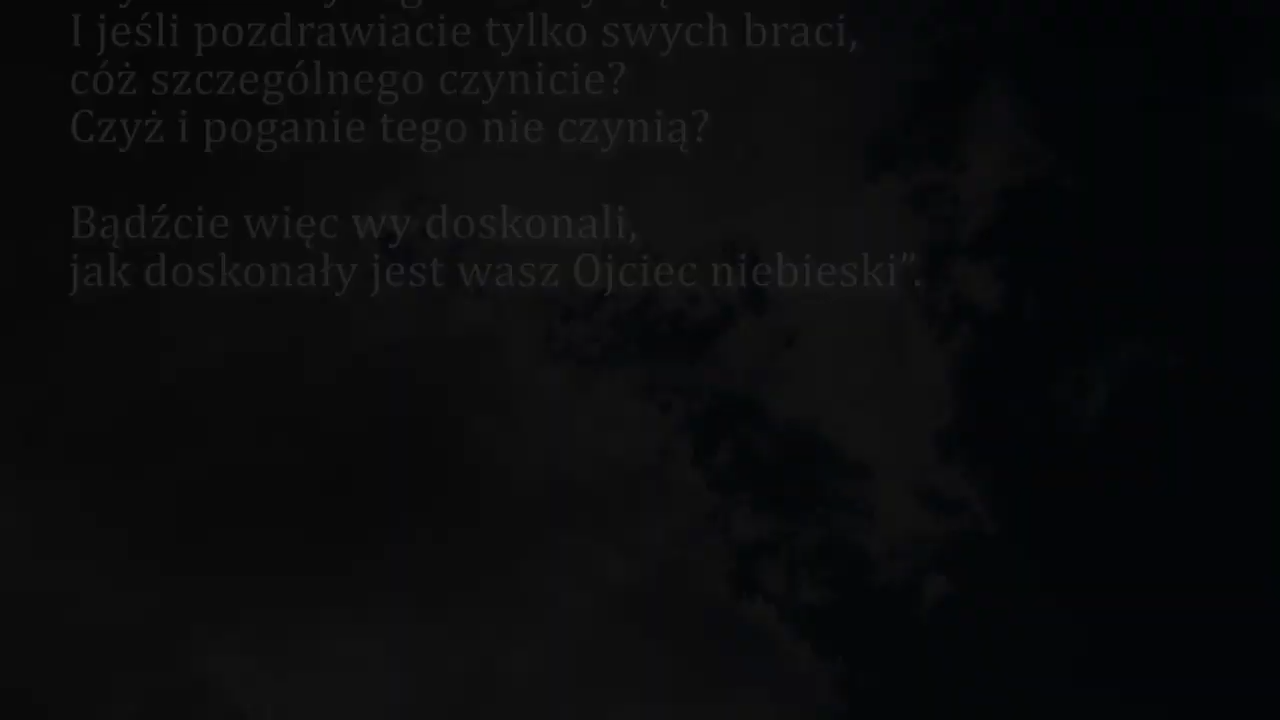 I jeśli pozdrawiacie tylko swych braci,
cóż szczególnego czynicie?
Czyż i poganie tego nie czynią?
Bądźcie więc wy doskonali,
jak doskonały jest wasz Ojciec niebieski”.